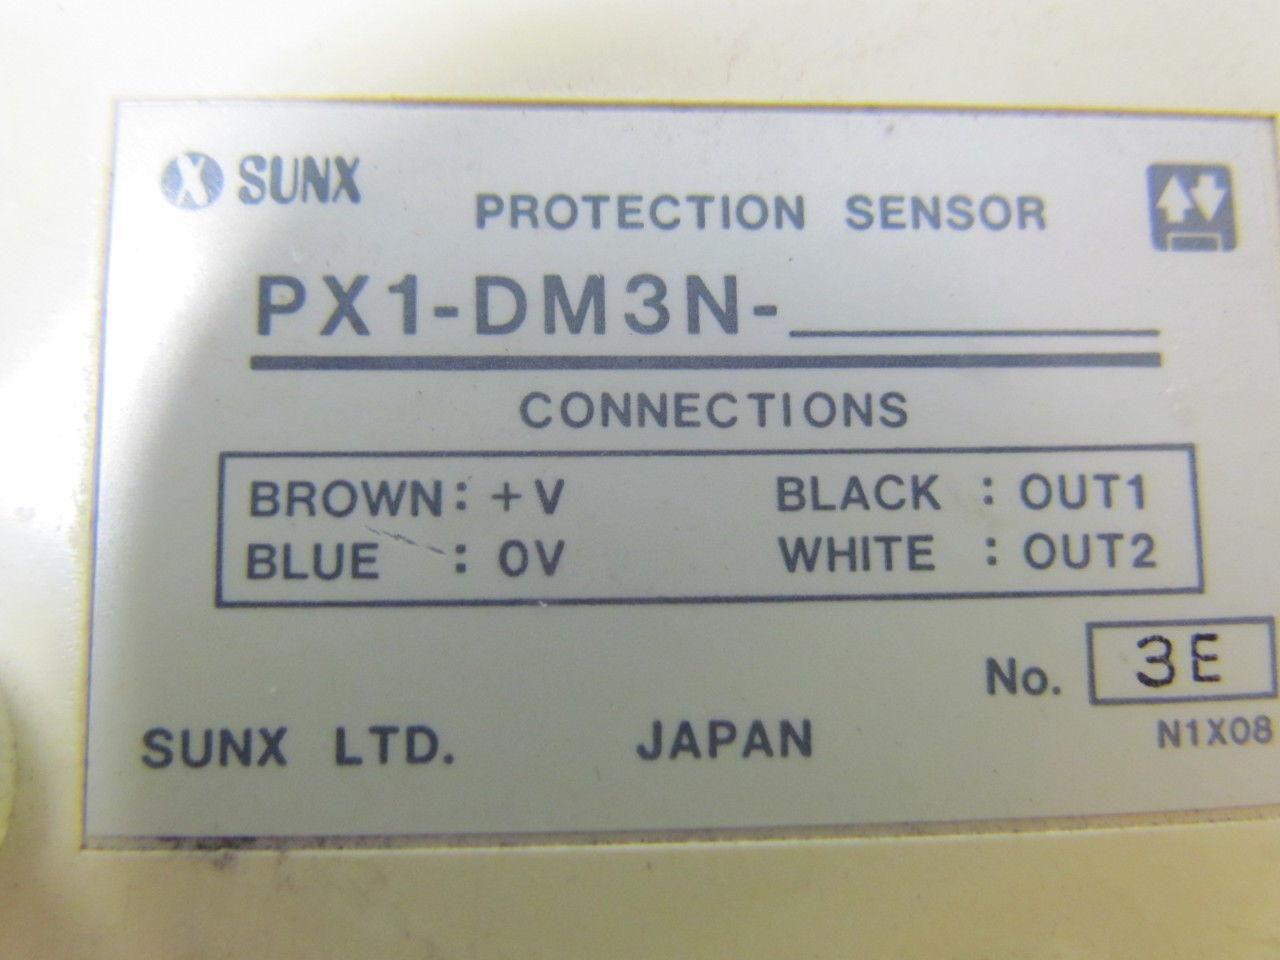 X SUNX
PROTECTION SENSOR
PX1-DM3N-
CONNECTIONS
BROWN: +V BLACK : OUT1
BLUE : 0V WHITE : OUT2
No. 3E
SUNX LTD. JAPAN N1X08